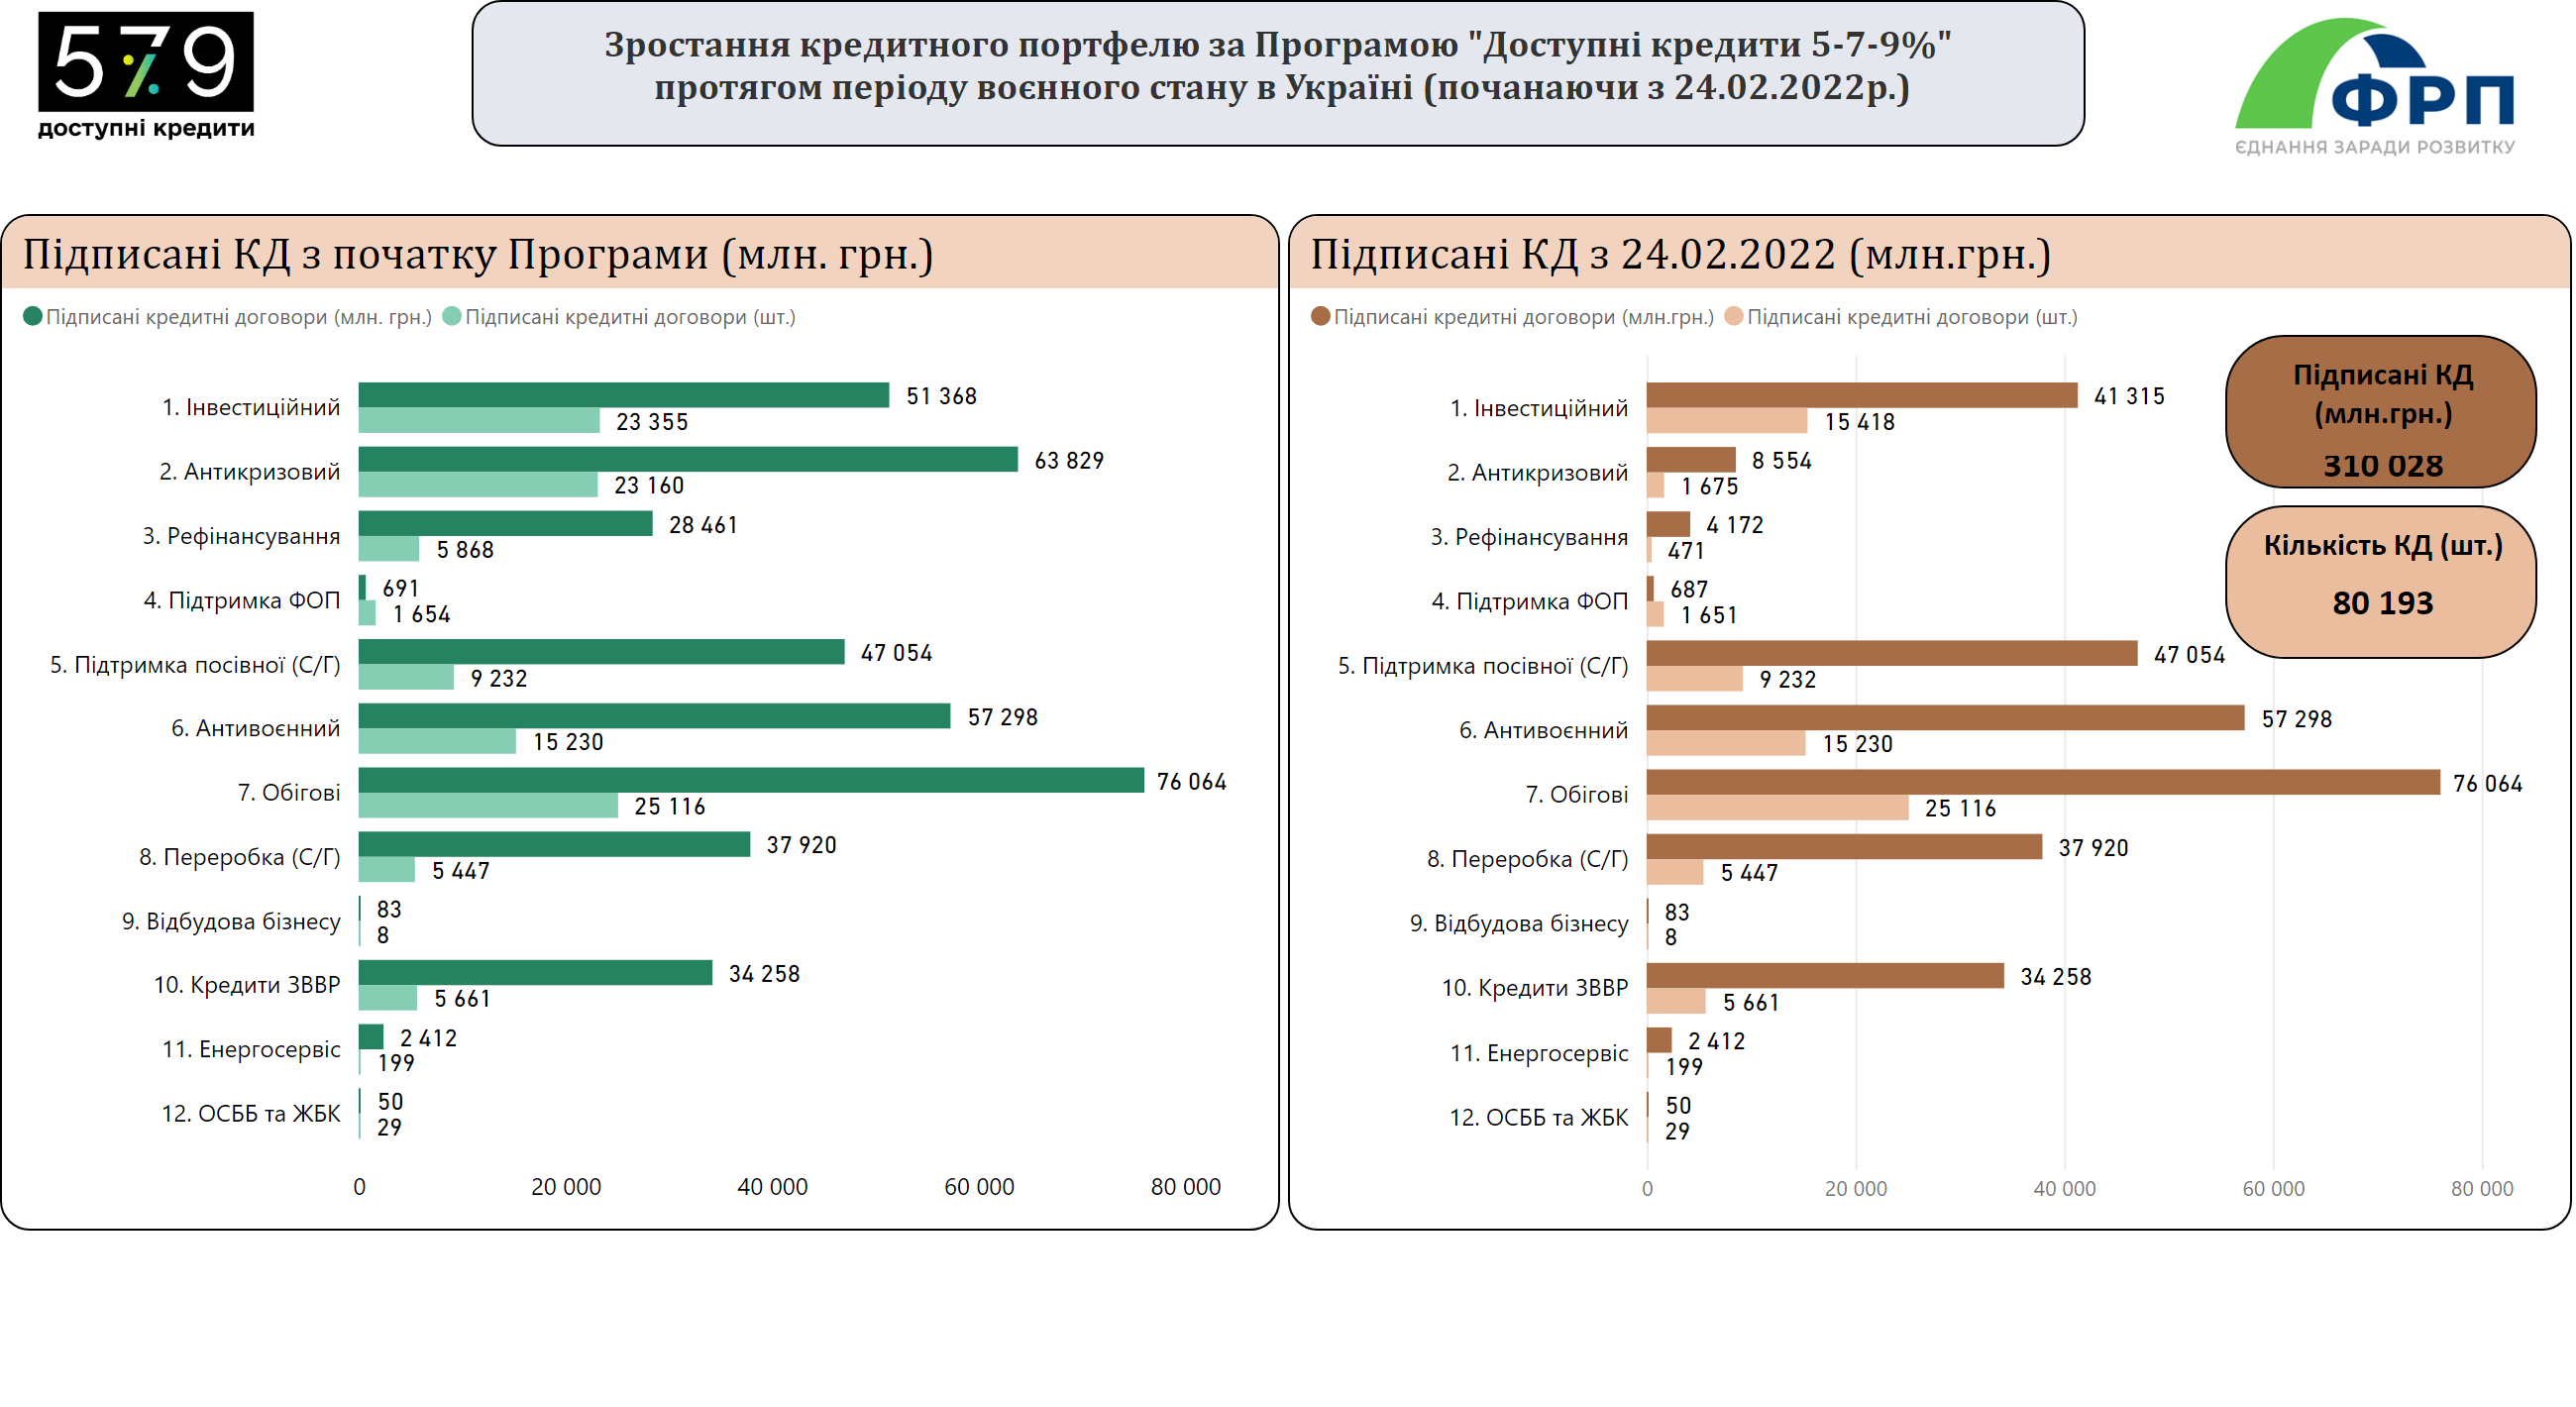 579
доступні кредити
Зростання кредитного портфелю за Програмою "Доступні кредити 5-7-9%"
протягом періоду воєнного стану в Україні (починаючи з 24.02.2022р.)
ФРП
ЄДНАННЯ ЗАРАДИ РОЗВИТКУ
Підписані КД з початку Програми (млн. грн.)
Підписані кредитні договори (млн. грн.) Підписані кредитні договори (шт.)
1. Інвестиційний 51 368
23 355
2. Антикризовий 63 829
23 160
3. Рефінансування 28 461
5 868
4. Підтримка ФОП 691
1 654
5. Підтримка посівної (С/Г) 47 054
9 232
6. Антивоєнний 57 298
15 230
7. Обігові 76 064
25 116
8. Переробка (С/Г) 37 920
5 447
9. Відбудова бізнесу 83
8
10. Кредити ЗВВР 34 258
5 661
11. Енергосервіс 2 412
199
12. ОСББ та ЖБК 50
29
0 20 000 40 000 60 000 80 000
Підписані КД з 24.02.2022 (млн.грн.)
Підписані кредитні договори (млн.грн.) Підписані кредитні договори (шт.)
Підписані КД
(млн.грн.)
310 028
Кількість КД (шт.)
80 193
1. Інвестиційний 41 315
15 418
2. Антикризовий 8 554
1 675
3. Рефінансування 4 172
471
4. Підтримка ФОП 687
1 651
5. Підтримка посівної (С/Г) 47 054
9 232
6. Антивоєнний 57 298
15 230
7. Обігові 76 064
25 116
8. Переробка (С/Г) 37 920
5 447
9. Відбудова бізнесу 83
8
10. Кредити ЗВВР 34 258
5 661
11. Енергосервіс 2 412
199
12. ОСББ та ЖБК 50
29
0 20 000 40 000 60 000 80 000